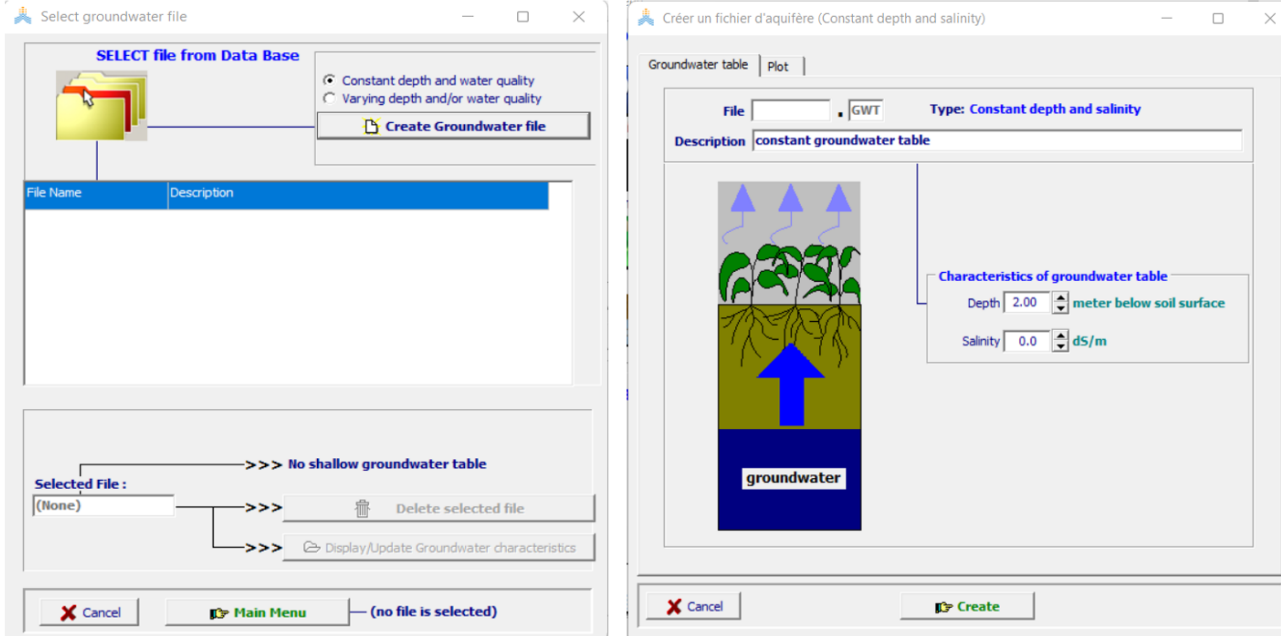 Select groundwater file
SELECT file from Data Base
Constant depth and water quality
Varying depth and/or water quality
Create Groundwater file
File Name Description
>>> No shallow groundwater table
Selected File :
(None)
>>> Delete selected file
>>> Display/Update Groundwater characteristics
Cancel
Main Menu
(no file is selected)
Créer un fichier d'aquifère (Constant depth and salinity)
Groundwater table Plot
File . GWT Type: Constant depth and salinity
Description constant groundwater table
Characteristics of groundwater table
Depth 2.00 meter below soil surface
Salinity 0.0 dS/m
groundwater
Cancel
Create